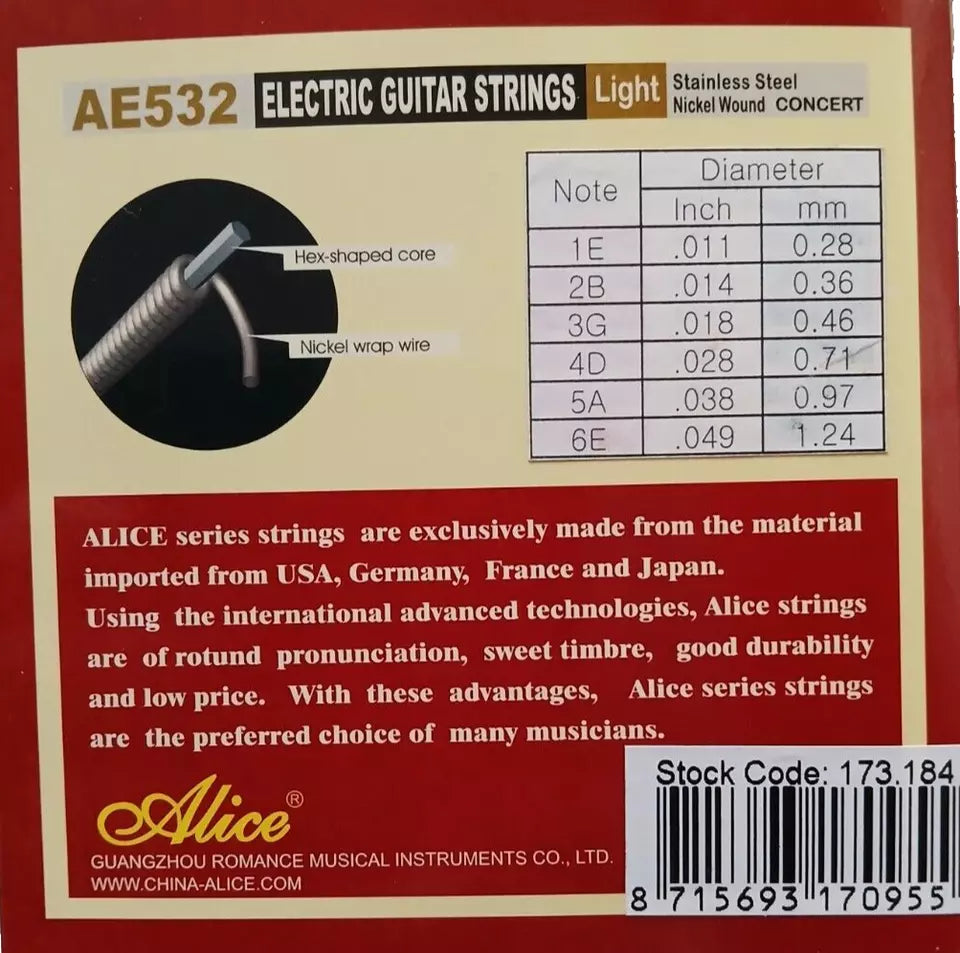 AE532 ELECTRIC GUITAR STRINGS Light Stainless Steel
Nickel Wound CONCERT
Hex-shaped core
Nickel wrap wire
Note Diameter
Inch mm
1E .011 0.28
2B .014 0.36
3G .018 0.46
4D .028 0.71
5A .038 0.97
6E .049 1.24
ALICE series strings are exclusively made from the material
imported from USA, Germany, France and Japan.
Using the international advanced technologies, Alice strings
are of rotund pronunciation, sweet timbre, good durability
and low price. With these advantages, Alice series strings
are the preferred choice of many musicians.
Alice®
GUANGZHOU ROMANCE MUSICAL INSTRUMENTS CO., LTD.
WWW.CHINA-ALICE.COM
Stock Code: 173.184
8 715693 170955